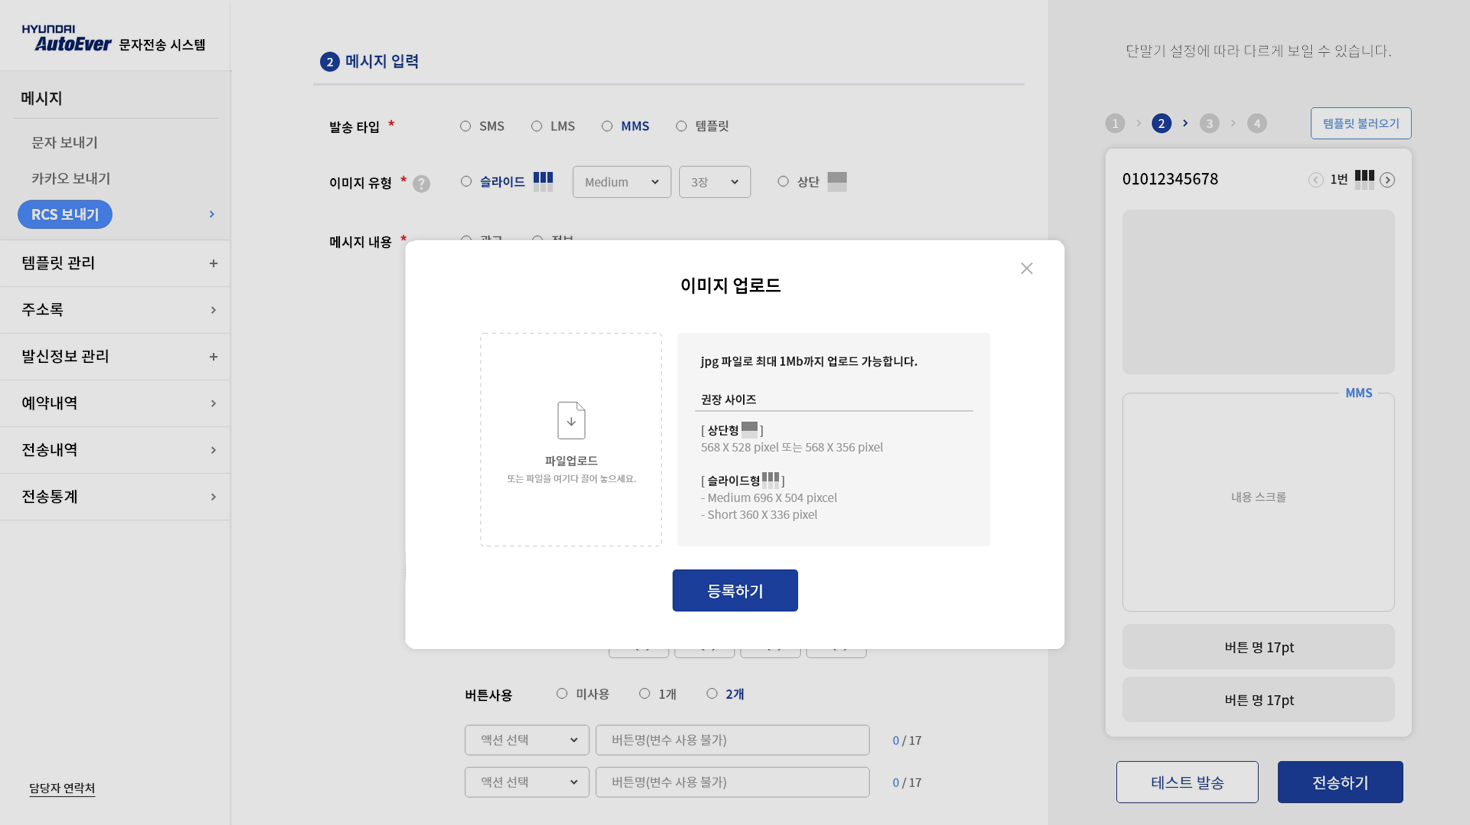 HYUNDAI
AutoEver 문자전송 시스템
메시지
문자 보내기
카카오 보내기
RCS 보내기
템플릿 관리
주소록
발신정보 관리
예약내역
전송내역
전송통계
담당자 연락처
2 메시지 입력
발송 타입 *
SMS
LMS
MMS
템플릿
이미지 유형 * ?
슬라이드
Medium
3장
상단
메시지 내용 *
광고
정보
이미지 업로드
파일업로드
또는 파일을 여기다 끌어 놓으세요.
jpg 파일로 최대 1Mb까지 업로드 가능합니다.
권장 사이즈
[ 상단형 ]
568 X 528 pixel 또는 568 X 356 pixel
[ 슬라이드형 ]
- Medium 696 X 504 pixcel
- Short 360 X 336 pixel
등록하기
버튼사용
미사용
1개
2개
액션 선택
버튼명(변수 사용 불가)
0 / 17
액션 선택
버튼명(변수 사용 불가)
0 / 17
단말기 설정에 따라 다르게 보일 수 있습니다.
1 2 3 4
템플릿 불러오기
01012345678
1번
MMS
내용 스크롤
버튼 명 17pt
버튼 명 17pt
테스트 발송
전송하기